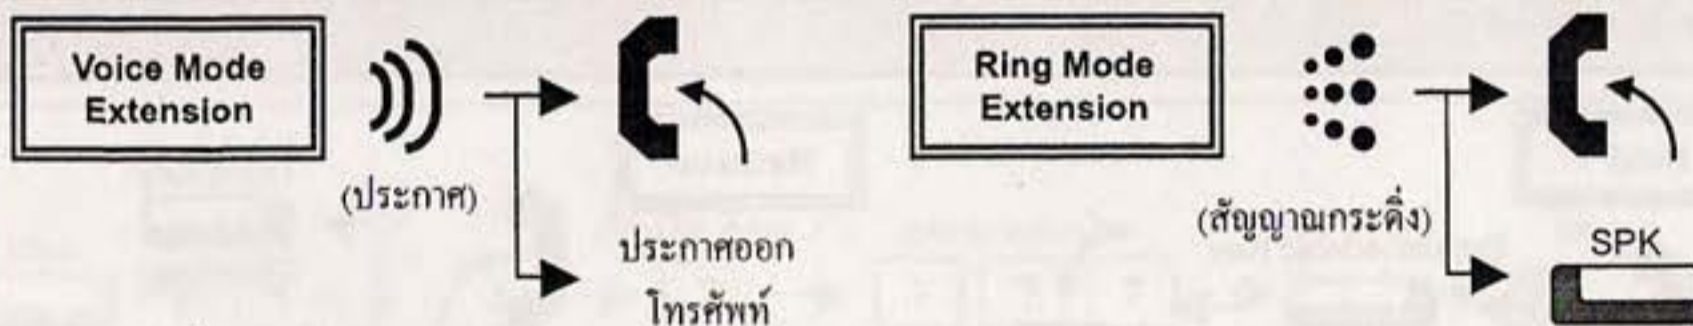 Voice Mode
Extension
(ประกาศ)
ประกาศออก
โทรศัพท์
Ring Mode
Extension
(สัญญาณกระดิ่ง)
SPK